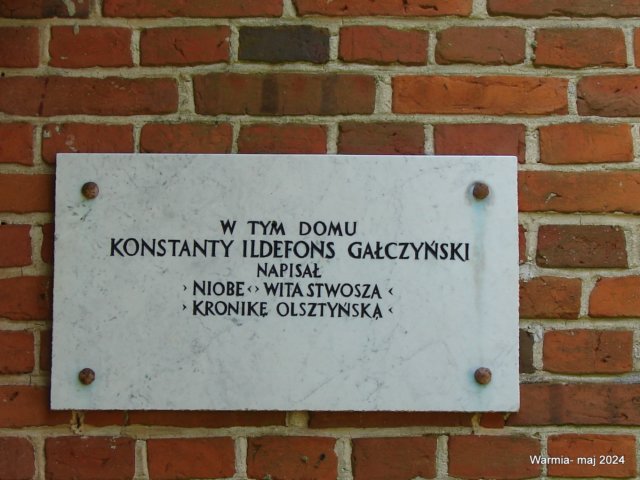 W TYM DOMU
KONSTANTY ILDEFONS GAŁCZYŃSKI
NAPISAŁ
› NIOBE ‹ › WITA STWOSZA ‹
› KRONIKĘ OLSZTYŃSKĄ ‹
Warmia- maj 2024